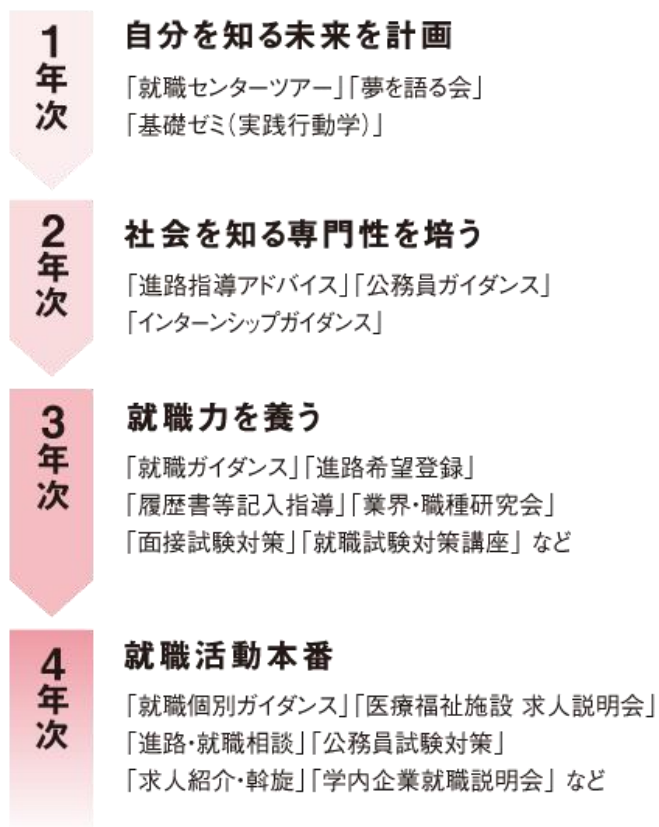 1年次
自分を知る未来を計画
「就職センターツアー」「夢を語る会」
「基礎ゼミ(実践行動学)」
2年次
社会を知る専門性を培う
「進路指導アドバイス」「公務員ガイダンス」
「インターンシップガイダンス」
3年次
就職力を養う
「就職ガイダンス」「進路希望登録」
「履歴書等記入指導」「業界・職種研究会」
「面接試験対策」「就職試験対策講座」 など
4年次
就職活動本番
「就職個別ガイダンス」「医療福祉施設 求人説明会」
「進路・就職相談」「公務員試験対策」
「求人紹介・斡旋」「学内企業就職説明会」 など